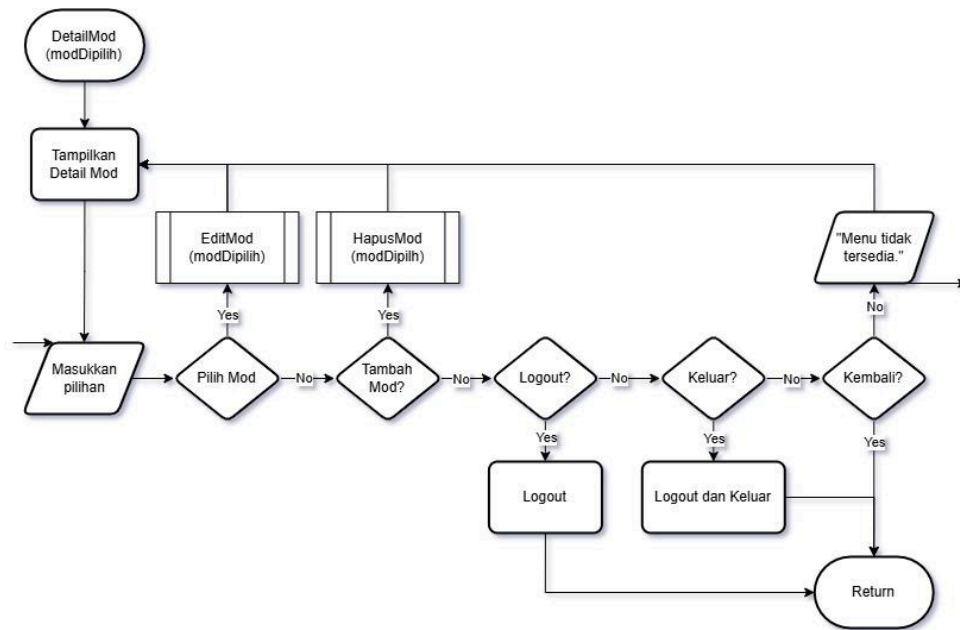 DetailMod
(modDipilih)
Tampilkan
Detail Mod
EditMod
(modDipilih)
HapusMod
(modDipilh)
"Menu tidak
tersedia."
Yes
Yes
No
Masukkan
pilihan
Pilih Mod
No
Tambah
Mod?
No
Logout?
No
Keluar?
No
Kembali?
Yes
Yes
Yes
Logout
Logout dan Keluar
Return